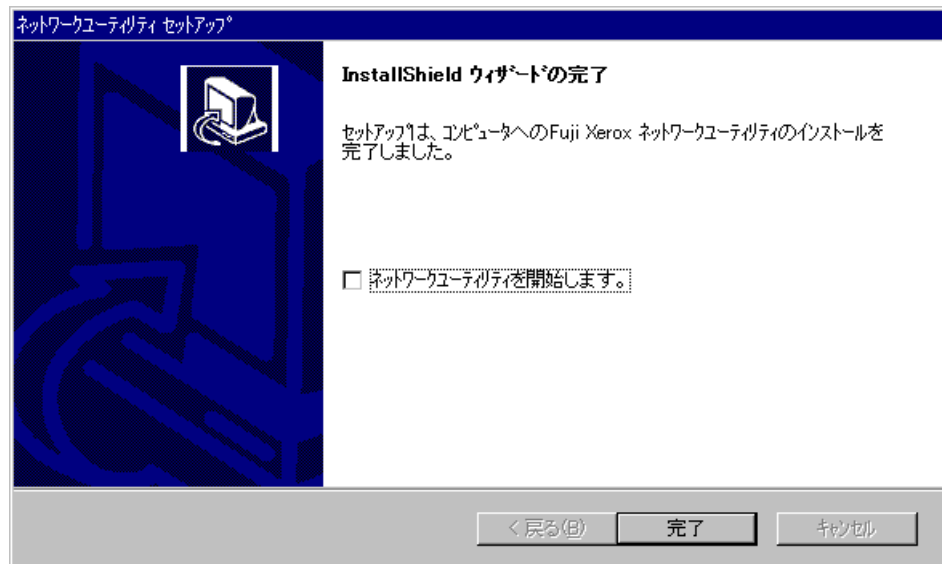 ネットワークユーティリティ セットアップ
InstallShield ウィザードの完了
セットアップは、コンピュータへのFuji Xerox ネットワークユーティリティのインストールを
完了しました。
ネットワークユーティリティを開始します。
< 戻る(B)
完了
キャンセル